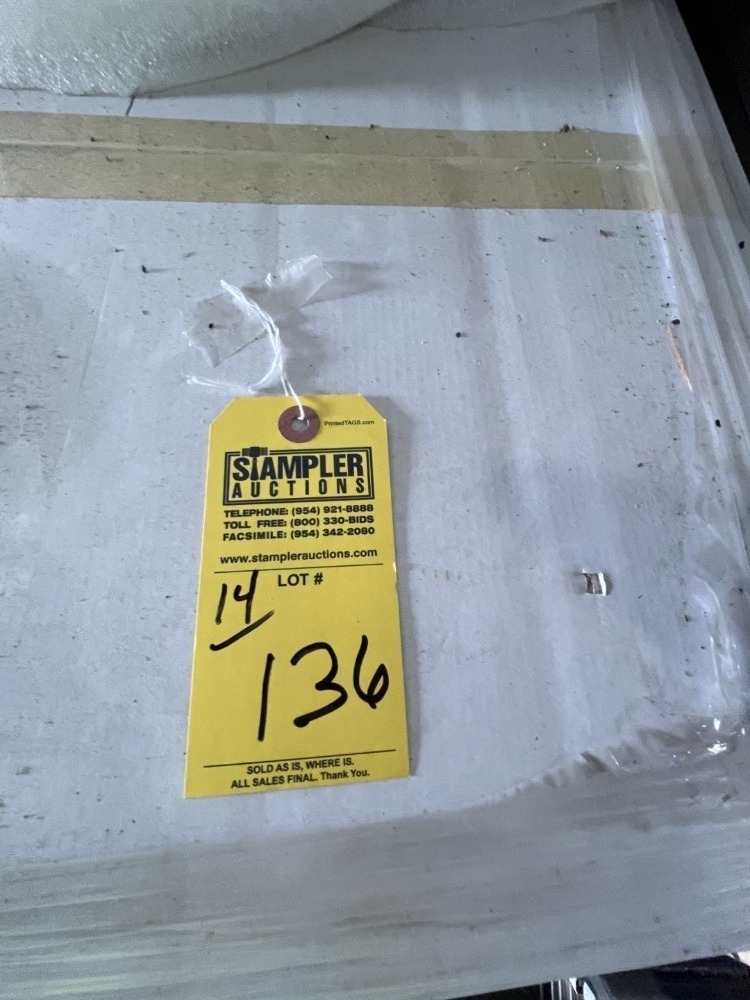 PrintedTAGS.com
STAMPLER
AUCTIONS
TELEPHONE: (954) 921-8888
TOLL FREE: (800) 330-BIDS
FACSIMILE: (954) 342-2080
www.stamplerauctions.com
LOT #
14
136
SOLD AS IS, WHERE IS.
ALL SALES FINAL. Thank You.